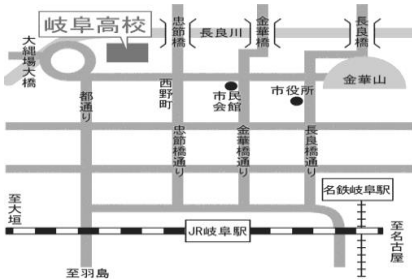 岐阜高校
忠節橋
長良川
金華橋
長良橋
大縄場大橋
金華山
都通り
西野町
市民会館
市役所
忠節橋通り
金華橋通り
長良橋通り
至大垣
名鉄岐阜駅
JR岐阜駅
至名古屋
至羽島